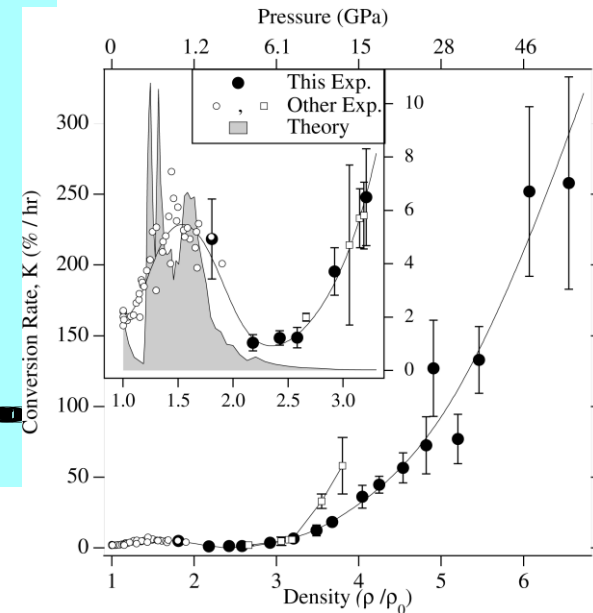 Pressure (GPa)
0 1.2 6.1 15 28 46
This Exp.
, Other Exp.
Theory
Conversion Rate, K (% / hr)
300
250
200
150
100
50
0
10
8
6
4
2
0
1.0 1.5 2.0 2.5 3.0
1 2 3 4 5 6
Density (ρ /ρ0)